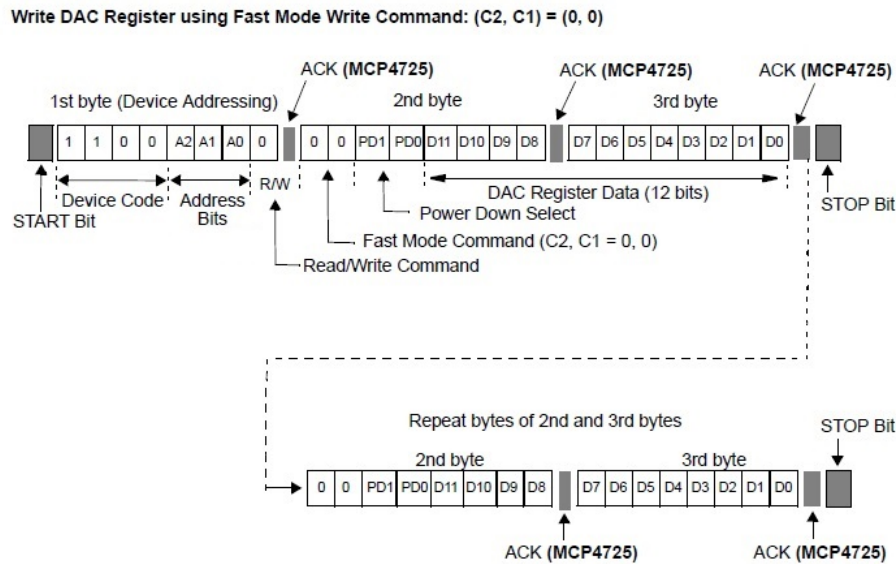 Write DAC Register using Fast Mode Write Command: (C2, C1) = (0, 0)
ACK (MCP4725) ACK (MCP4725) ACK (MCP4725)
1st byte (Device Addressing) 2nd byte 3rd byte
1 1 0 0 A2 A1 A0 0 0 0 PD1 PD0 D11 D10 D9 D8 D7 D6 D5 D4 D3 D2 D1 D0
Device Code Address Bits R/W DAC Register Data (12 bits)
START Bit Power Down Select STOP Bit
Fast Mode Command (C2, C1 = 0, 0)
Read/Write Command
Repeat bytes of 2nd and 3rd bytes STOP Bit
2nd byte 3rd byte
0 0 PD1 PD0 D11 D10 D9 D8 D7 D6 D5 D4 D3 D2 D1 D0
ACK (MCP4725) ACK (MCP4725)